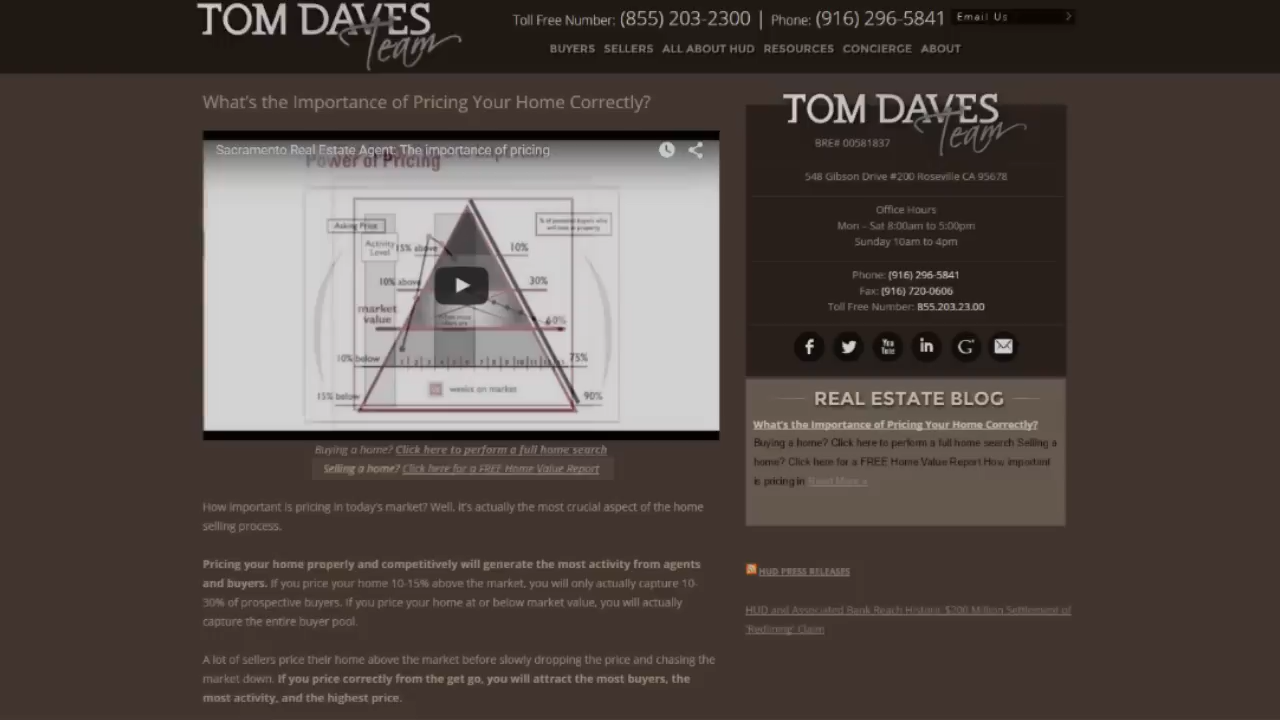 TOM DAVES
Team
Toll Free Number: (855) 203-2300 | Phone: (916) 296-5841
Email Us
BUYERS SELLERS ALL ABOUT HUD RESOURCES CONCIERGE ABOUT
What's the Importance of Pricing Your Home Correctly?
Sacramento Real Estate Agent: The importance of pricing
Power of Pricing
Asking Price
Activity
Level
15% above
10%
10% above
30%
market
value
60%
10% below
1 2 3 4 5 6 7 8 9 10 11
75%
weeks on market
15% below
90%
Buying a home? Click here to perform a full home search
Selling a home? Click here for a FREE Home Value Report
How important is pricing in today's market? Well, it's actually the most crucial aspect of the home
selling process.
Pricing your home properly and competitively will generate the most activity from agents
and buyers. If you price your home 10-15% above the market, you will only actually capture 10-
30% of prospective buyers. If you price your home at or below market value, you will actually
capture the entire buyer pool.
A lot of sellers price their home above the market before slowly dropping the price and chasing the
market down. If you price correctly from the get go, you will attract the most buyers, the
most activity, and the highest price.
TOM DAVES
Team
BRE# 00581837
548 Gibson Drive #200 Roseville CA 95678
Office Hours
Mon – Sat 8:00am to 5:00pm
Sunday 10am to 4pm
Phone: (916) 296-5841
Fax: (916) 720-0606
Toll Free Number: 855.203.23.00
REAL ESTATE BLOG
What's the Importance of Pricing Your Home Correctly?
Buying a home? Click here to perform a full home search Selling a
home? Click here for a FREE Home Value Report How important
is pricing in Read More »
HUD PRESS RELEASES
HUD and Associated Bank Reach Historic $200 Million Settlement of
'Redlining' Claim